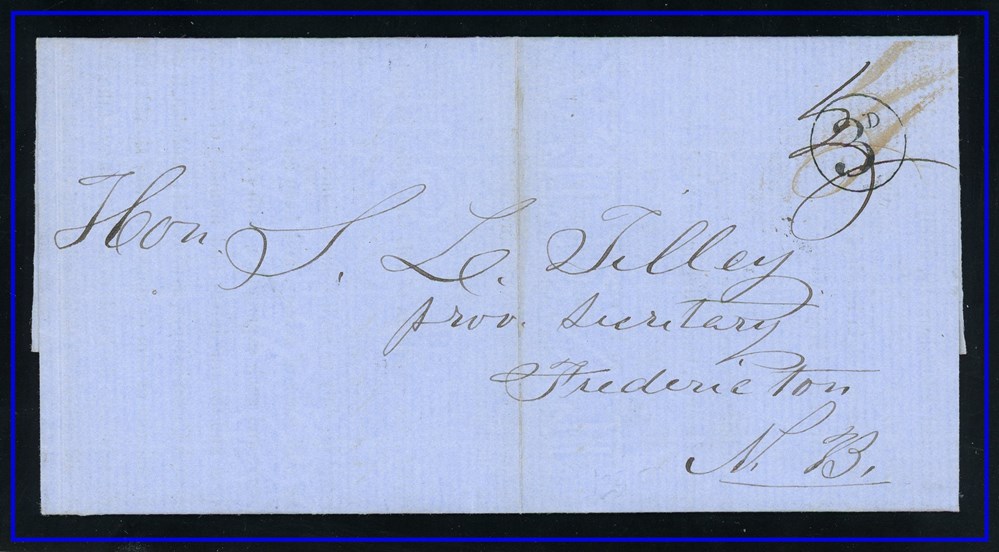 3D
Hon. S. L. Tilley
prov. Secretary
Fredericton
N. B.